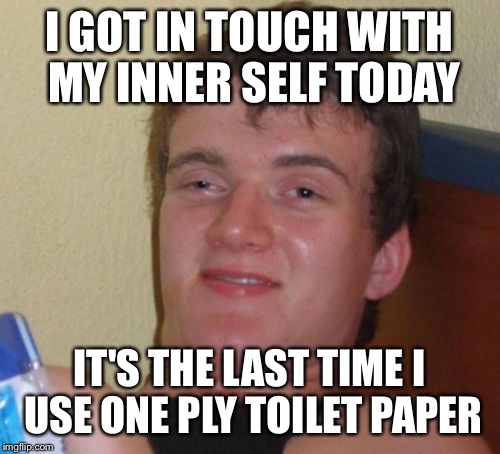 I GOT IN TOUCH WITH
MY INNER SELF TODAY
IT'S THE LAST TIME I
USE ONE PLY TOILET PAPER
imgflip.com